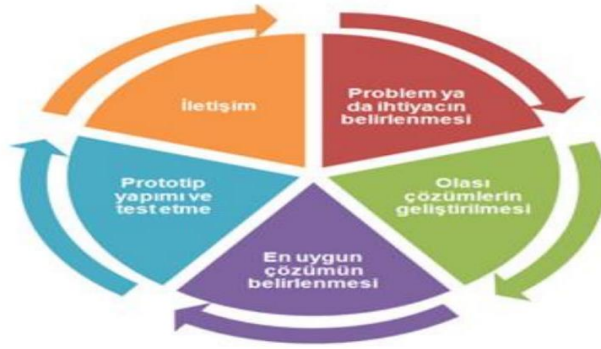 İletişim
Problem ya
da ihtiyacın
belirlenmesi
Olası
çözümlerin
geliştirilmesi
En uygun
çözümün
belirlenmesi
Prototip
yapımı ve
test etme